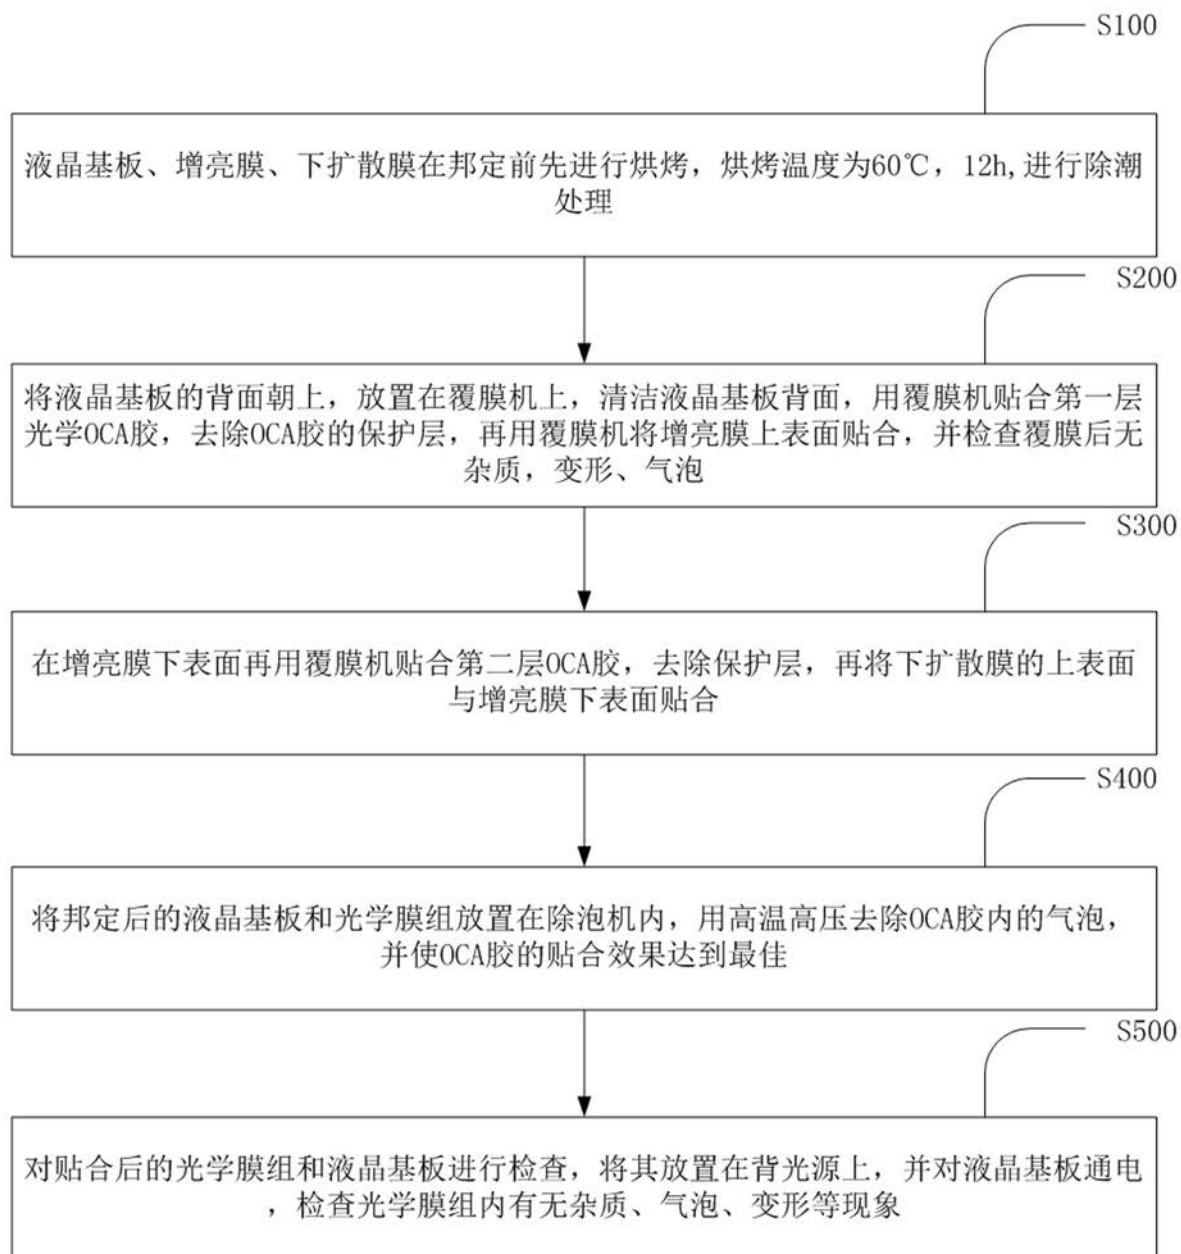 S100
液晶基板、增亮膜、下扩散膜在邦定前先进行烘烤，烘烤温度为60℃，12h,进行除潮
处理
S200
将液晶基板的背面朝上，放置在覆膜机上，清洁液晶基板背面，用覆膜机贴合第一层
光学OCA胶，去除OCA胶的保护层，再用覆膜机将增亮膜上表面贴合，并检查覆膜后无
杂质，变形、气泡
S300
在增亮膜下表面再用覆膜机贴合第二层OCA胶，去除保护层，再将下扩散膜的上表面
与增亮膜下表面贴合
S400
将邦定后的液晶基板和光学膜组放置在除泡机内，用高温高压去除OCA胶内的气泡，
并使OCA胶的贴合效果达到最佳
S500
对贴合后的光学膜组和液晶基板进行检查，将其放置在背光源上，并对液晶基板通电
，检查光学膜组内有无杂质、气泡、变形等现象